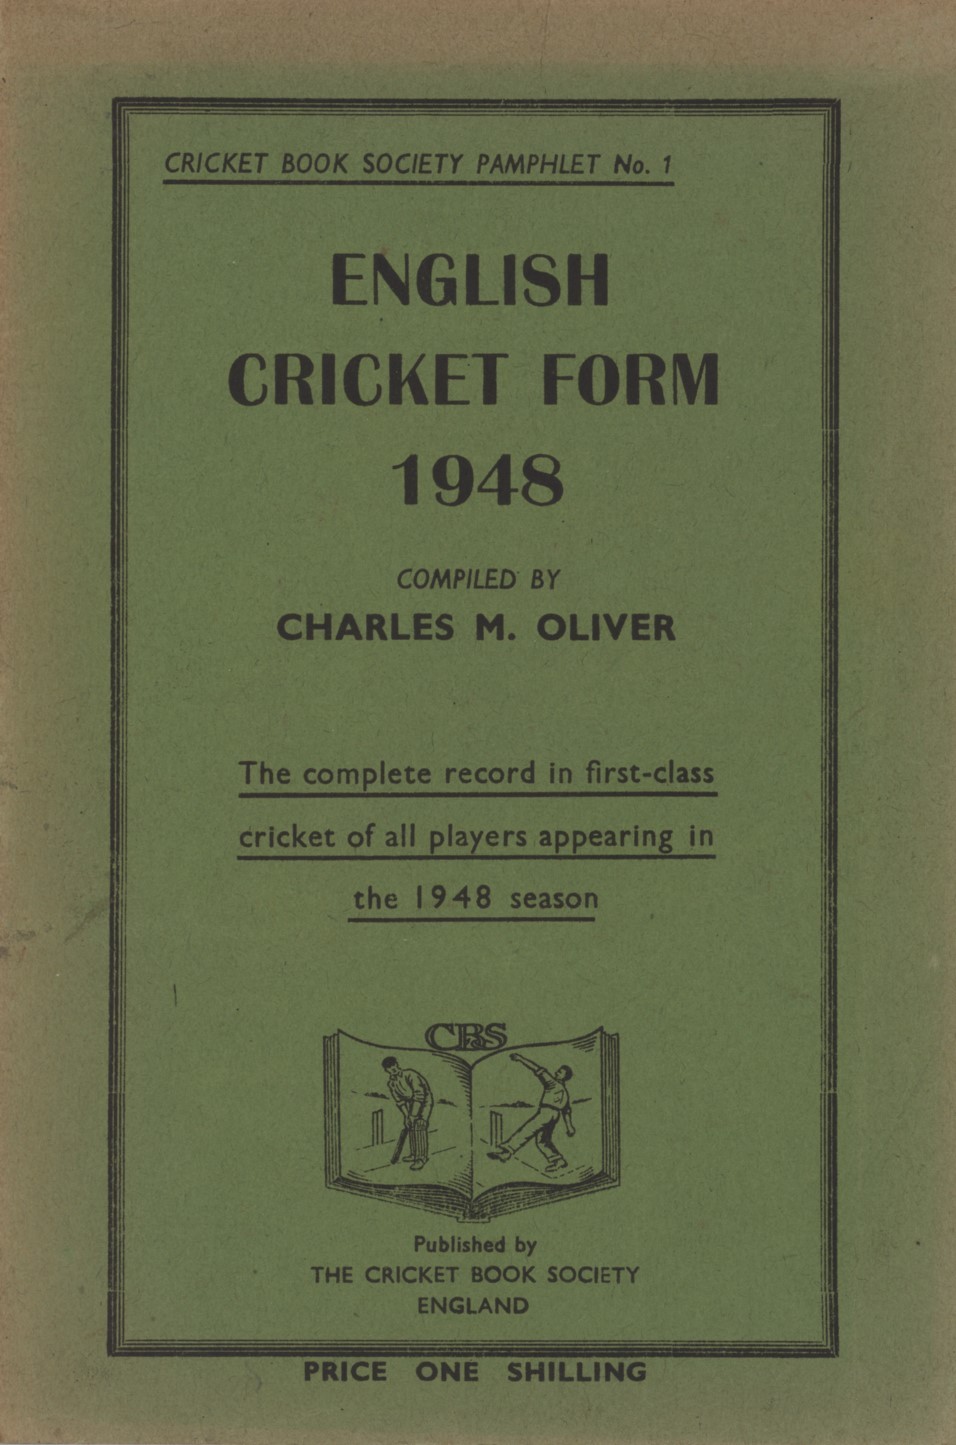 CRICKET BOOK SOCIETY PAMPHLET No. 1
ENGLISH
CRICKET FORM
1948
COMPILED BY
CHARLES M. OLIVER
The complete record in first-class
cricket of all players appearing in
the 1948 season
CBS
Published by
THE CRICKET BOOK SOCIETY
ENGLAND
PRICE ONE SHILLING